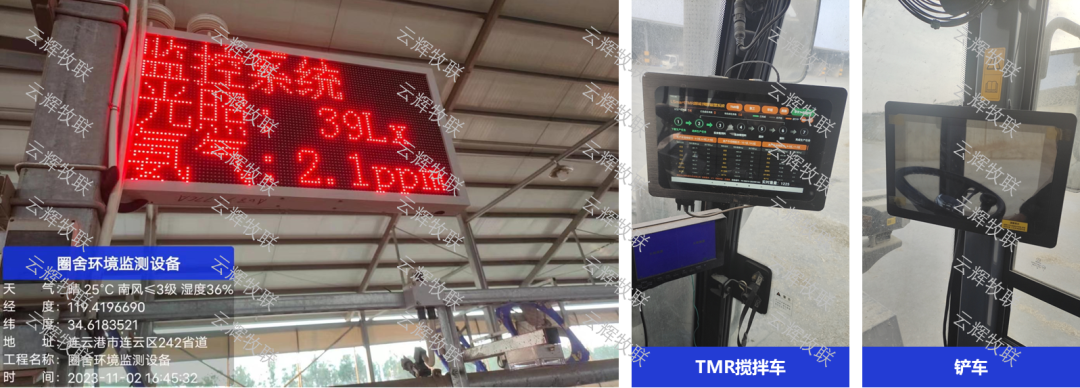 监控系统
光照: 39Lx
氨气: 2.1ppm
圈舍环境监测设备
天 气: 晴 25℃ 南风≤3级 湿度36%
经 度: 119.4196690
纬 度: 34.6183521
地 址: 连云港市连云区242省道
工程名称: 圈舍环境监测设备
时 间: 2023-11-02 16:45:32
TMR搅拌车
铲车
云辉牧联